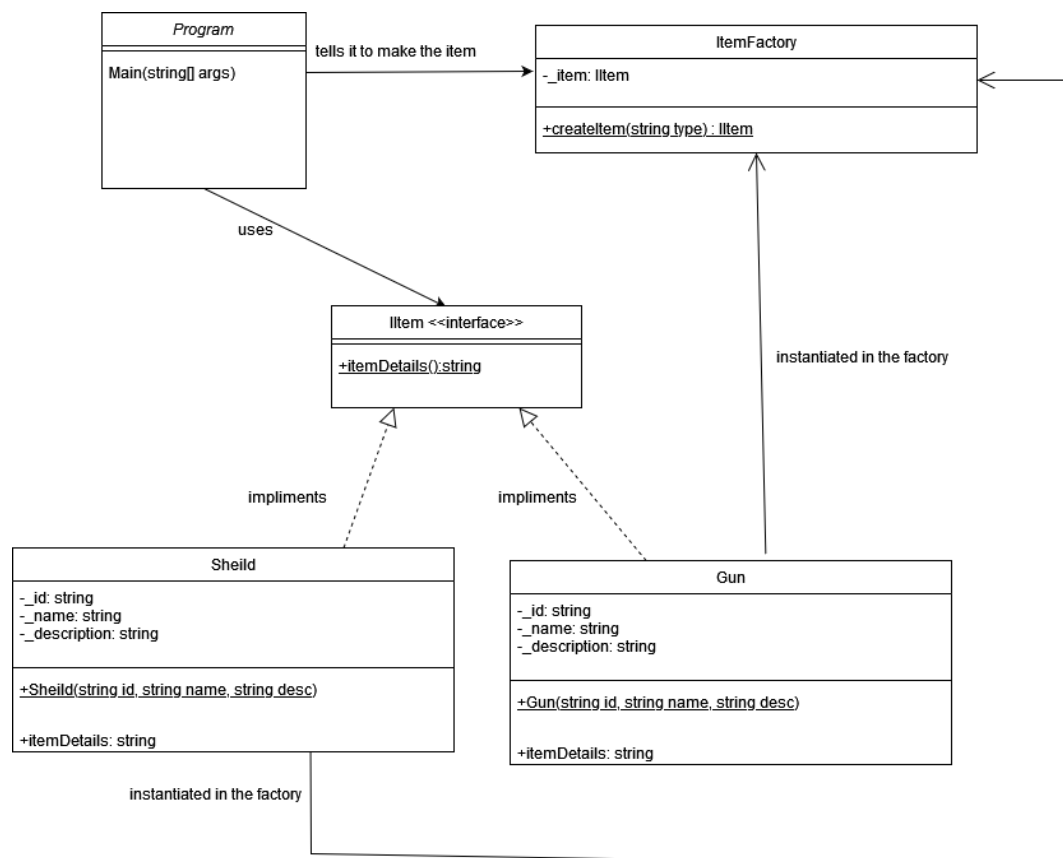 Program
Main(string[] args)
tells it to make the item
ItemFactory
-_item: IItem
+createItem(string type) : IItem
uses
IItem <<interface>>
+itemDetails():string
instantiated in the factory
impliments
impliments
Sheild
-_id: string
-_name: string
-_description: string
+Sheild(string id, string name, string desc)
+itemDetails: string
Gun
-_id: string
-_name: string
-_description: string
+Gun(string id, string name, string desc)
+itemDetails: string
instantiated in the factory